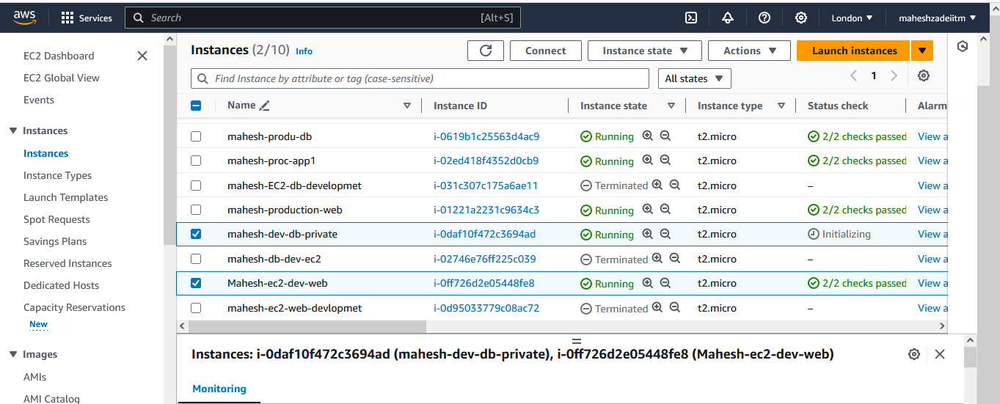 aws Services Search [Alt+S] London maheshzadeiitm
EC2 Dashboard
EC2 Global View
Events
Instances
Instances
Instance Types
Launch Templates
Spot Requests
Savings Plans
Reserved Instances
Dedicated Hosts
Capacity Reservations
New
Images
AMIs
AMI Catalog
Instances (2/10) Info Connect Instance state Actions Launch instances
Find Instance by attribute or tag (case-sensitive) All states 1
Name Instance ID Instance state Instance type Status check Alarm
mahesh-produ-db i-0619b1c25563d4ac9 Running t2.micro 2/2 checks passed View a
mahesh-proc-app1 i-02ed418f4352d0cb9 Running t2.micro 2/2 checks passed View a
mahesh-EC2-db-developmet i-031c307c175a6ae11 Terminated t2.micro – View a
mahesh-production-web i-01221a2231c9634c3 Running t2.micro 2/2 checks passed View a
mahesh-dev-db-private i-0daf10f472c3694ad Running t2.micro Initializing View a
mahesh-db-dev-ec2 i-02746e76ff225c039 Terminated t2.micro – View a
Mahesh-ec2-dev-web i-0ff726d2e05448fe8 Running t2.micro 2/2 checks passed View a
mahesh-ec2-web-devlopmet i-0d95033779c08ac72 Terminated t2.micro – View a
Instances: i-0daf10f472c3694ad (mahesh-dev-db-private), i-0ff726d2e05448fe8 (Mahesh-ec2-dev-web)
Monitoring